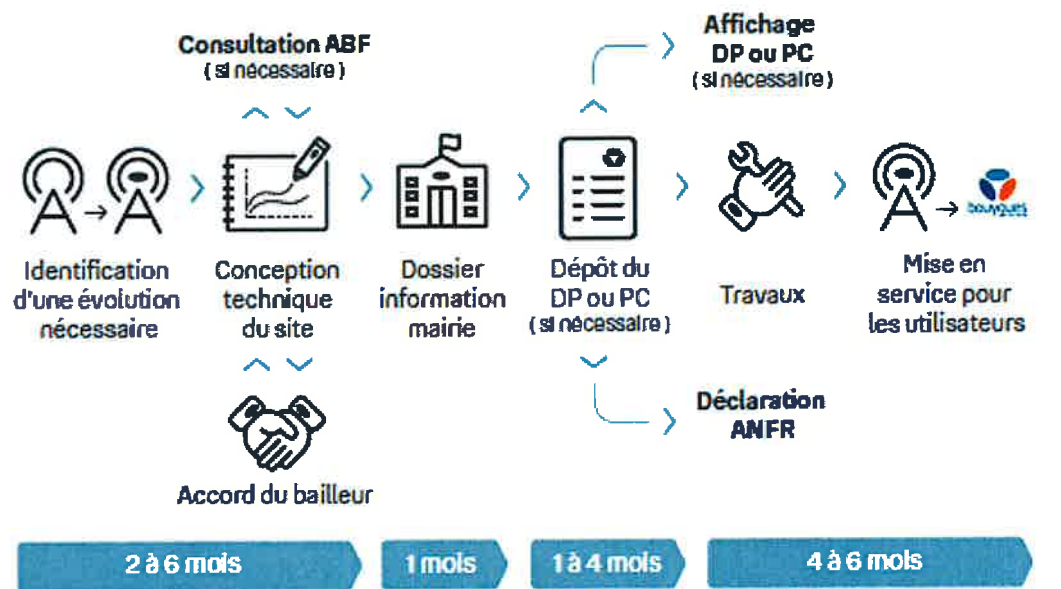 Consultation ABF
(si nécessaire)
Affichage
DP ou PC
(si nécessaire)
Identification
d'une évolution
nécessaire
Conception
technique
du site
Dossier
information
mairie
Dépôt du
DP ou PC
(si nécessaire)
Travaux
bouygues
Mise en
service pour
les utilisateurs
Accord du bailleur
Déclaration
ANFR
2 à 6 mois
1 mois
1 à 4 mois
4 à 6 mois